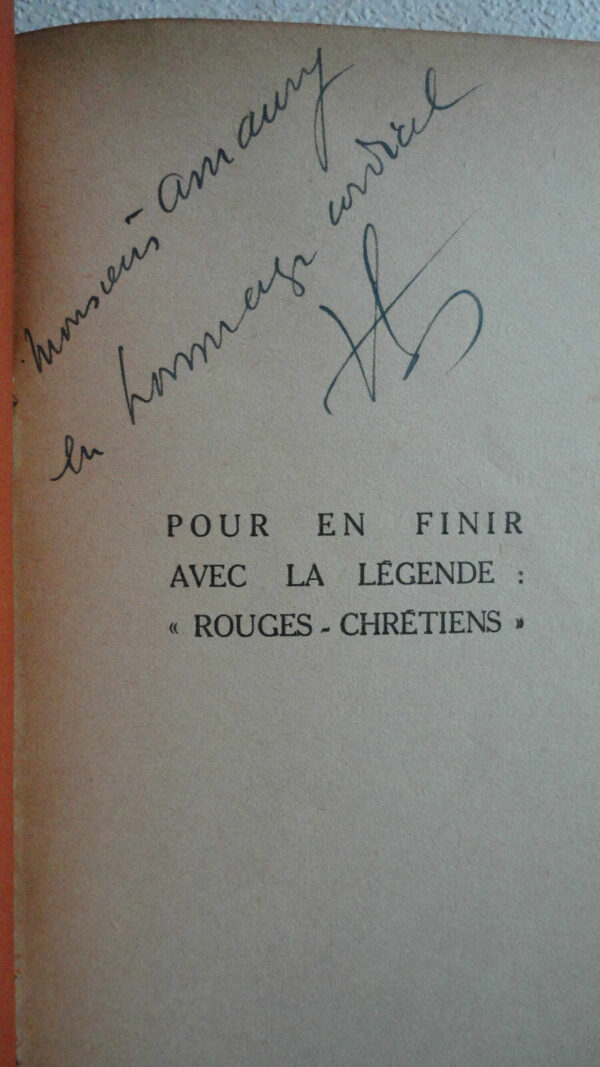 à Monsieur Amaury
en hommage cordial
POUR EN FINIR
AVEC LA LÉGENDE :
« ROUGES - CHRÉTIENS »